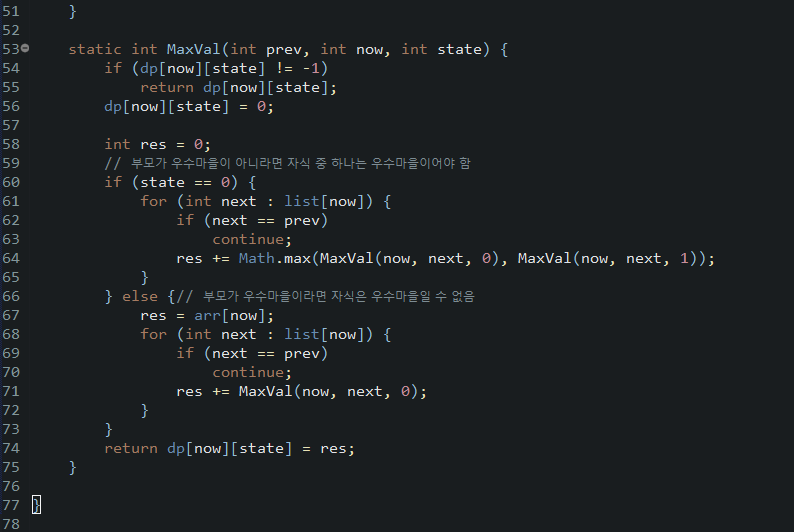 51     }
52
53     static int MaxVal(int prev, int now, int state) {
54         if (dp[now][state] != -1)
55             return dp[now][state];
56         dp[now][state] = 0;
57
58         int res = 0;
59         // 부모가 우수마을이 아니라면 자식 중 하나는 우수마을이어야 함
60         if (state == 0) {
61             for (int next : list[now]) {
62                 if (next == prev)
63                     continue;
64                 res += Math.max(MaxVal(now, next, 0), MaxVal(now, next, 1));
65             }
66         } else {// 부모가 우수마을이라면 자식은 우수마을일 수 없음
67             res = arr[now];
68             for (int next : list[now]) {
69                 if (next == prev)
70                     continue;
71                 res += MaxVal(now, next, 0);
72             }
73         }
74         return dp[now][state] = res;
75     }
76
77 }
78